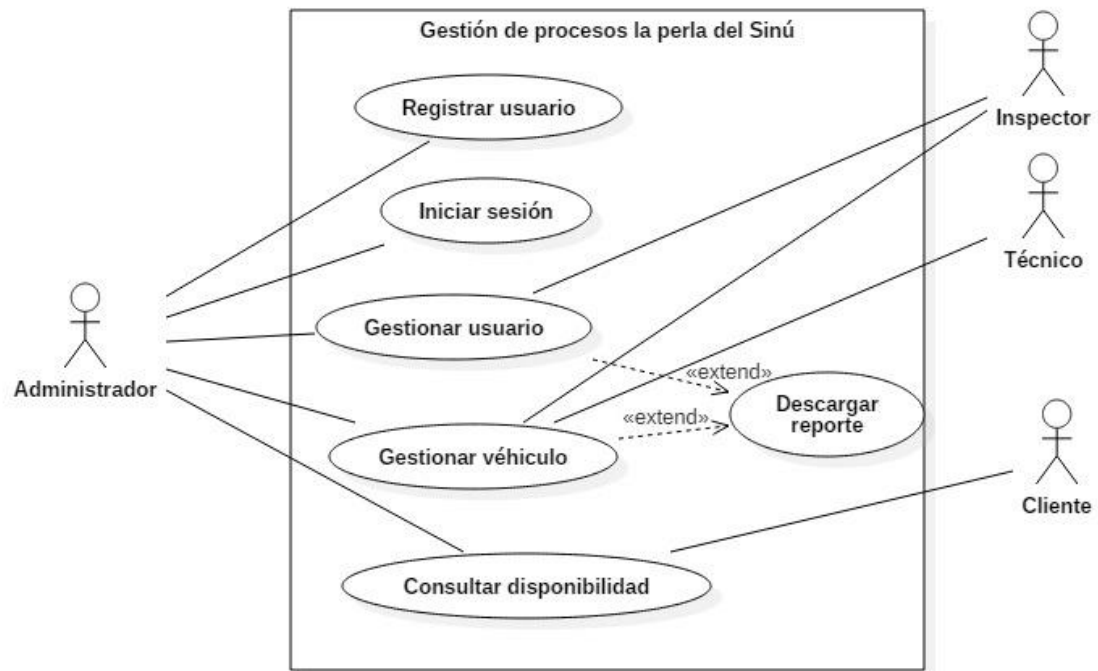 Gestión de procesos la perla del Sinú
Registrar usuario
Inspector
Iniciar sesión
Técnico
Gestionar usuario
Administrador
«extend»
Descargar
reporte
«extend»
Gestionar véhiculo
Cliente
Consultar disponibilidad